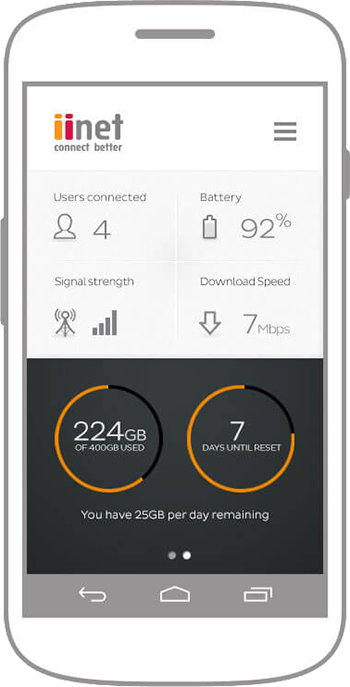 iinet
connect better
Users connected
4
Battery
92%
Signal strength
Download Speed
7Mbps
224GB
OF 400GB USED
7
DAYS UNTIL RESET
You have 25GB per day remaining